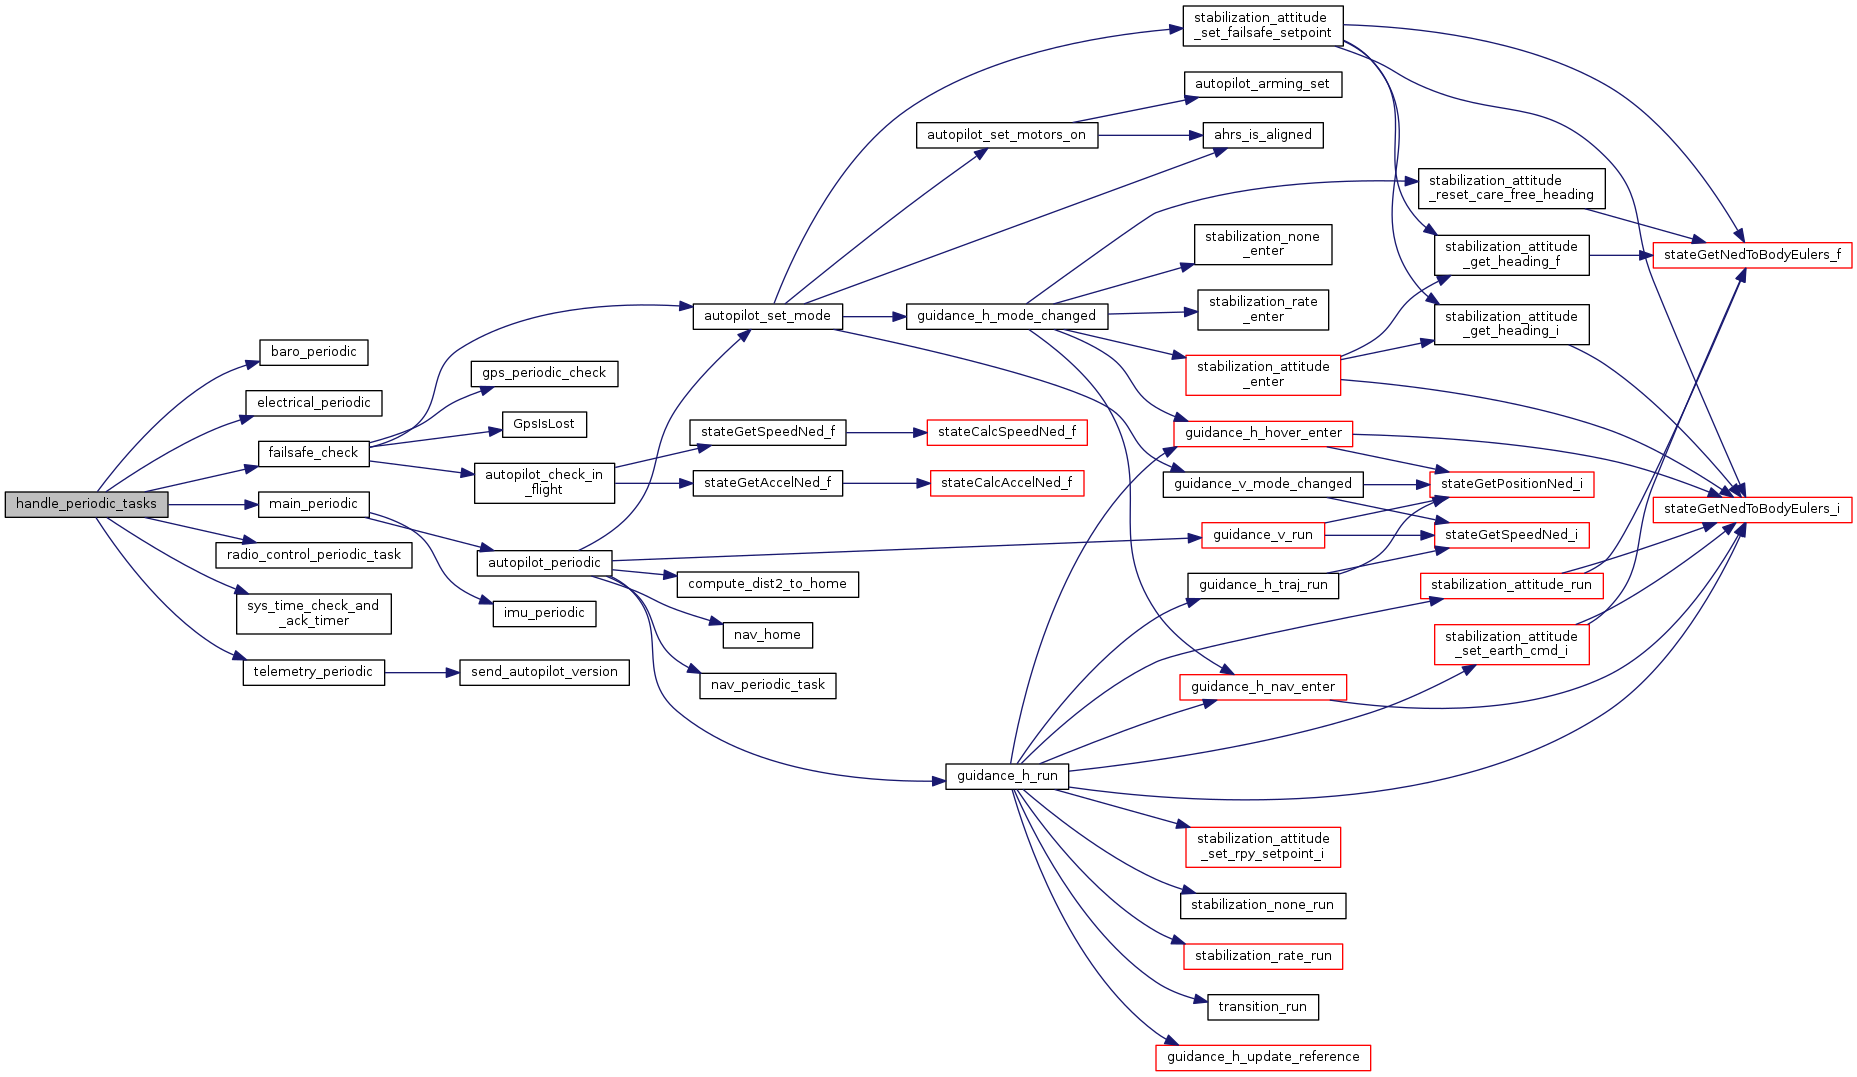 handle_periodic_tasks
baro_periodic
electrical_periodic
failsafe_check
main_periodic
radio_control_periodic_task
sys_time_check_and
_ack_timer
telemetry_periodic
gps_periodic_check
GpsIsLost
autopilot_check_in
_flight
autopilot_periodic
imu_periodic
send_autopilot_version
autopilot_set_mode
stateGetSpeedNed_f
stateGetAccelNed_f
compute_dist2_to_home
nav_home
nav_periodic_task
autopilot_set_motors_on
guidance_h_mode_changed
stateCalcSpeedNed_f
stateCalcAccelNed_f
guidance_h_run
stabilization_attitude
_set_failsafe_setpoint
autopilot_arming_set
ahrs_is_aligned
stabilization_none
_enter
stabilization_rate
_enter
stabilization_attitude
_enter
guidance_h_hover_enter
guidance_v_mode_changed
guidance_v_run
guidance_h_traj_run
guidance_h_nav_enter
stabilization_attitude
_set_rpy_setpoint_i
stabilization_none_run
stabilization_rate_run
transition_run
guidance_h_update_reference
stabilization_attitude
_reset_care_free_heading
stabilization_attitude
_get_heading_f
stabilization_attitude
_get_heading_i
stateGetPositionNed_i
stateGetSpeedNed_i
stabilization_attitude_run
stabilization_attitude
_set_earth_cmd_i
stateGetNedToBodyEulers_f
stateGetNedToBodyEulers_i